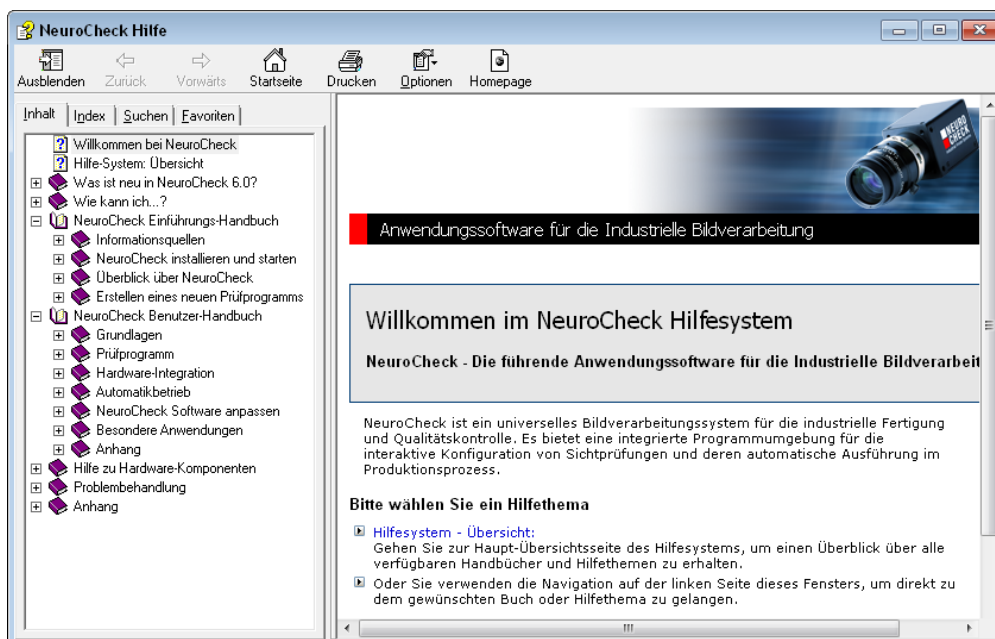 NeuroCheck Hilfe
Ausblenden Zurück Vorwärts Startseite Drucken Optionen Homepage
Inhalt Index Suchen Favoriten
Willkommen bei NeuroCheck
Hilfe-System: Übersicht
Was ist neu in NeuroCheck 6.0?
Wie kann ich...?
NeuroCheck Einführungs-Handbuch
Informationsquellen
NeuroCheck installieren und starten
Überblick über NeuroCheck
Erstellen eines neuen Prüfprogramms
NeuroCheck Benutzer-Handbuch
Grundlagen
Prüfprogramm
Hardware-Integration
Automatikbetrieb
NeuroCheck Software anpassen
Besondere Anwendungen
Anhang
Hilfe zu Hardware-Komponenten
Problembehandlung
Anhang
NEURO
CHECK
Anwendungssoftware für die Industrielle Bildverarbeitung
Willkommen im NeuroCheck Hilfesystem
NeuroCheck - Die führende Anwendungssoftware für die Industrielle Bildverarbeit
NeuroCheck ist ein universelles Bildverarbeitungssystem für die industrielle Fertigung
und Qualitätskontrolle. Es bietet eine integrierte Programmumgebung für die
interaktive Konfiguration von Sichtprüfungen und deren automatische Ausführung im
Produktionsprozess.
Bitte wählen Sie ein Hilfethema
Hilfesystem - Übersicht:
Gehen Sie zur Haupt-Übersichtsseite des Hilfesystems, um einen Überblick über alle
verfügbaren Handbücher und Hilfethemen zu erhalten.
Oder Sie verwenden die Navigation auf der linken Seite dieses Fensters, um direkt zu
dem gewünschten Buch oder Hilfethema zu gelangen.